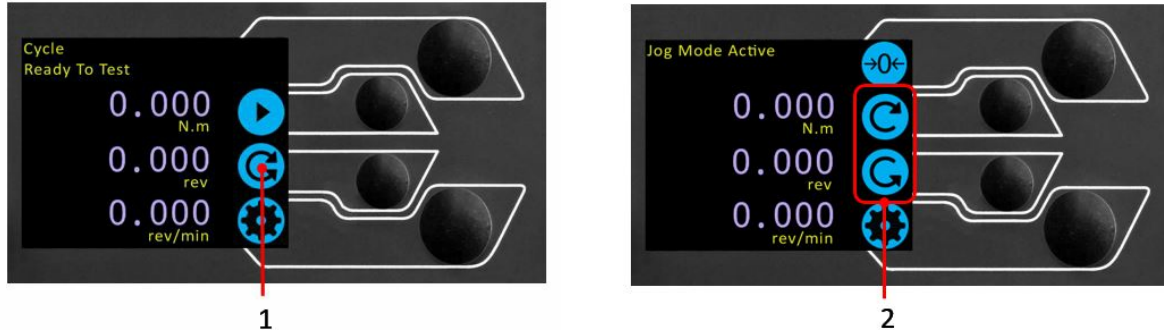 Cycle
Ready To Test
0.000
N.m
0.000
rev
0.000
rev/min
1
Jog Mode Active
→0←
0.000
N.m
0.000
rev
0.000
rev/min
2